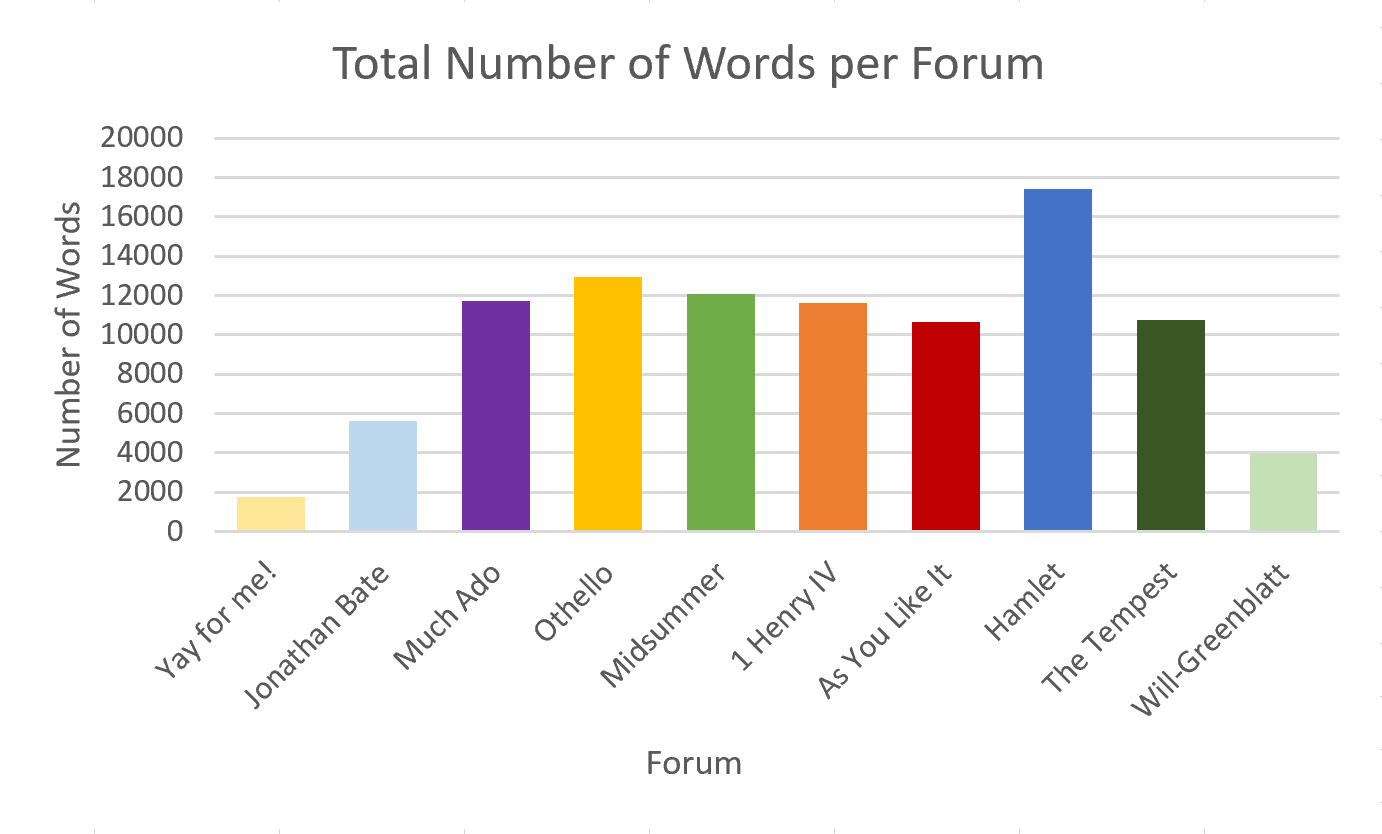 Total Number of Words per Forum
20000
18000
16000
14000
12000
10000
8000
6000
4000
2000
0
Number of Words
Yay for me!
Jonathan Bate
Much Ado
Othello
Midsummer
1 Henry IV
As You Like It
Hamlet
The Tempest
Will-Greenblatt
Forum